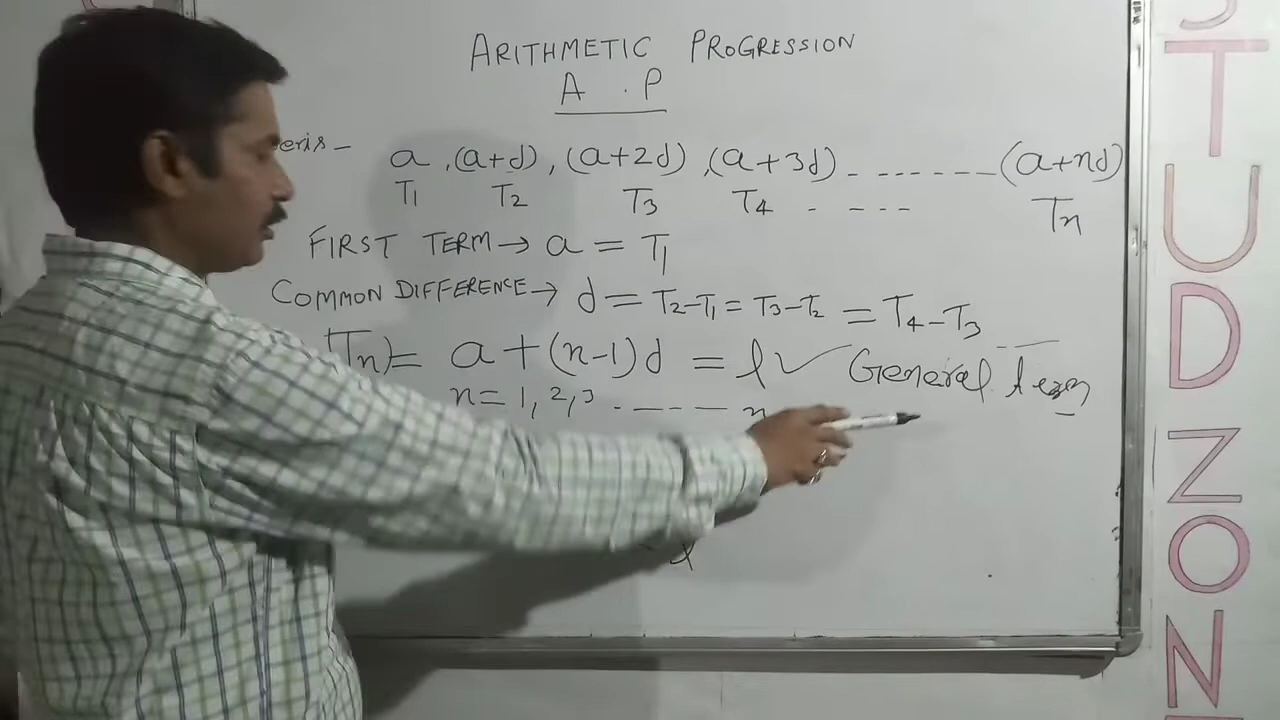 ARITHMETIC PROGRESSION
A . P
eris – a , (a+d) , (a+2d) , (a+3d) - - - - - - - (a+nd)
T1 T2 T3 T4 - - - - Tn
FIRST TERM → a = T1
COMMON DIFFERENCE → d = T2-T1 = T3-T2 = T4-T3
(Tn) = a + (n-1)d = l ✓ General term
n = 1, 2, 3 - - - - n
STUDZON